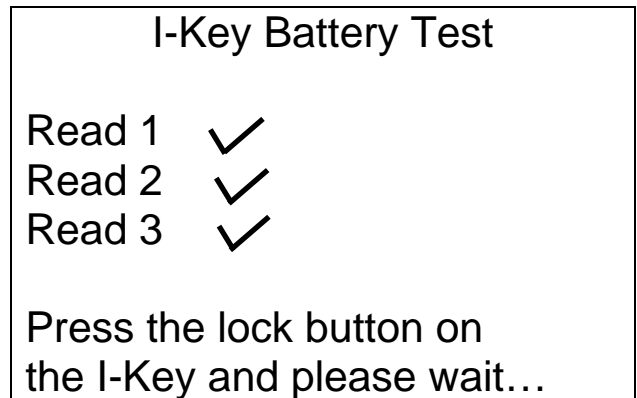 I-Key Battery Test
Read 1 ✓
Read 2 ✓
Read 3 ✓
Press the lock button on
the I-Key and please wait…